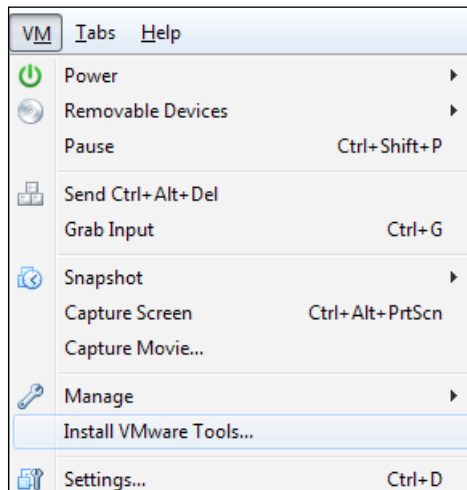 VM Tabs Help
Power
Removable Devices
Pause Ctrl+Shift+P
Send Ctrl+Alt+Del
Grab Input Ctrl+G
Snapshot
Capture Screen Ctrl+Alt+PrtScn
Capture Movie...
Manage
Install VMware Tools...
Settings... Ctrl+D